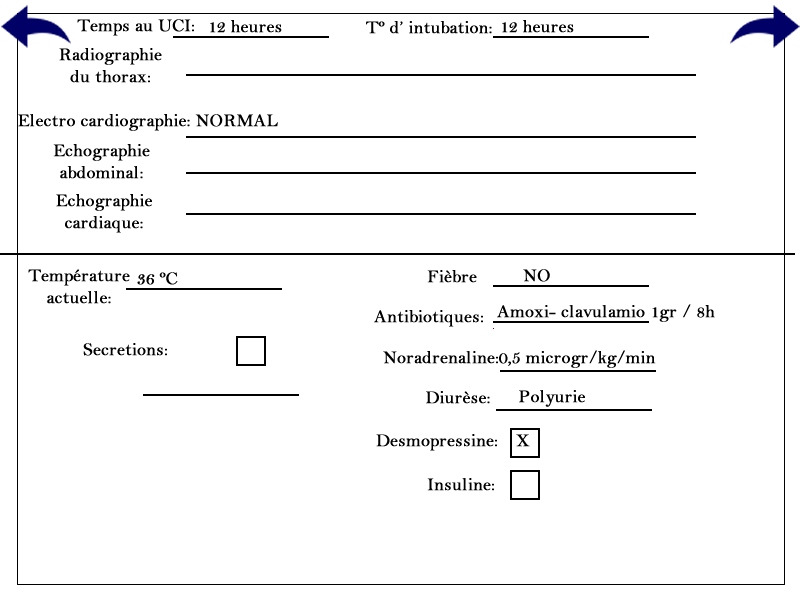 Temps au UCI: 12 heures Tº d' intubation: 12 heures
Radiographie
du thorax:
Electro cardiographie: NORMAL
Echographie
abdominal:
Echographie
cardiaque:
Température 36 ºC
actuelle:
Fièbre NO
Antibiotiques: Amoxi- clavulamio 1gr / 8h
Secretions:
Noradrenaline: 0,5 microgr/kg/min
Diurèse: Polyurie
Desmopressine: X
Insuline: